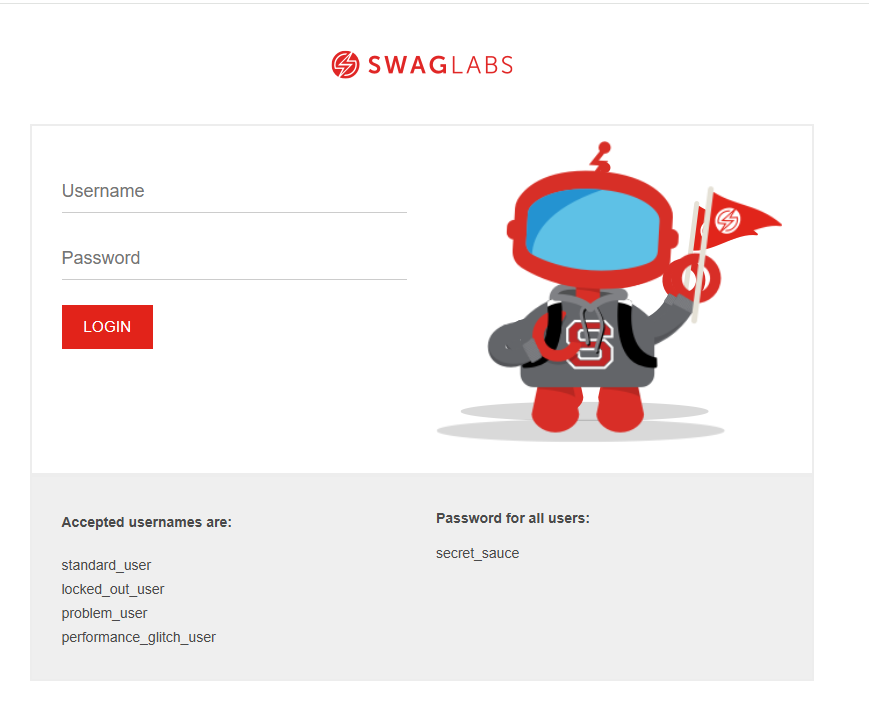 SWAGLABS
Username
Password
LOGIN
S
Accepted usernames are:
standard_user
locked_out_user
problem_user
performance_glitch_user
Password for all users:
secret_sauce